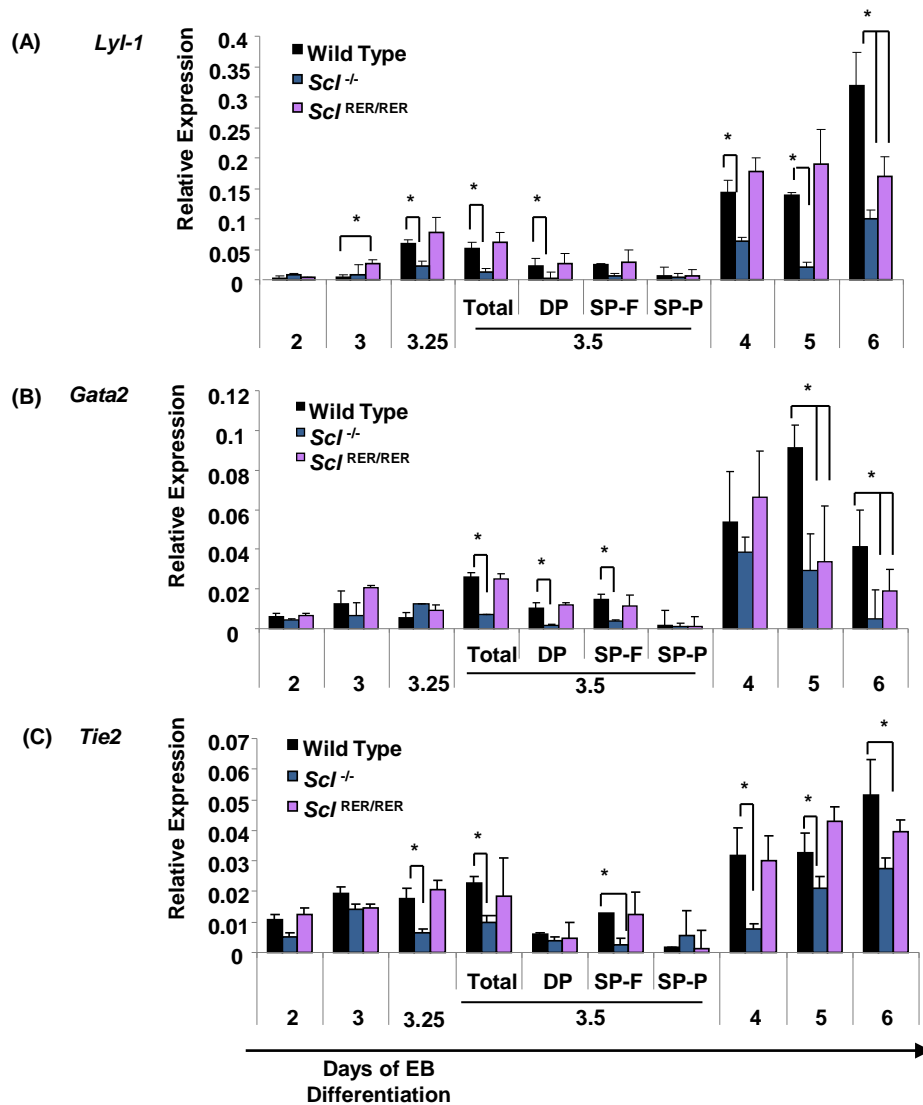 (A) Lyl-1
Relative Expression
0.4
0.35
0.3
0.25
0.2
0.15
0.1
0.05
0
Wild Type
Scl -/-
Scl RER/RER
* * * * * * *
Total DP SP-F SP-P
2 3 3.25 3.5 4 5 6
(B) Gata2
Relative Expression
0.12
0.1
0.08
0.06
0.04
0.02
0
Wild Type
Scl -/-
Scl RER/RER
* * * * *
Total DP SP-F SP-P
2 3 3.25 3.5 4 5 6
(C) Tie2
Relative Expression
0.07
0.06
0.05
0.04
0.03
0.02
0.01
0
Wild Type
Scl -/-
Scl RER/RER
* * * * * *
Total DP SP-F SP-P
2 3 3.25 3.5 4 5 6
Days of EB
Differentiation